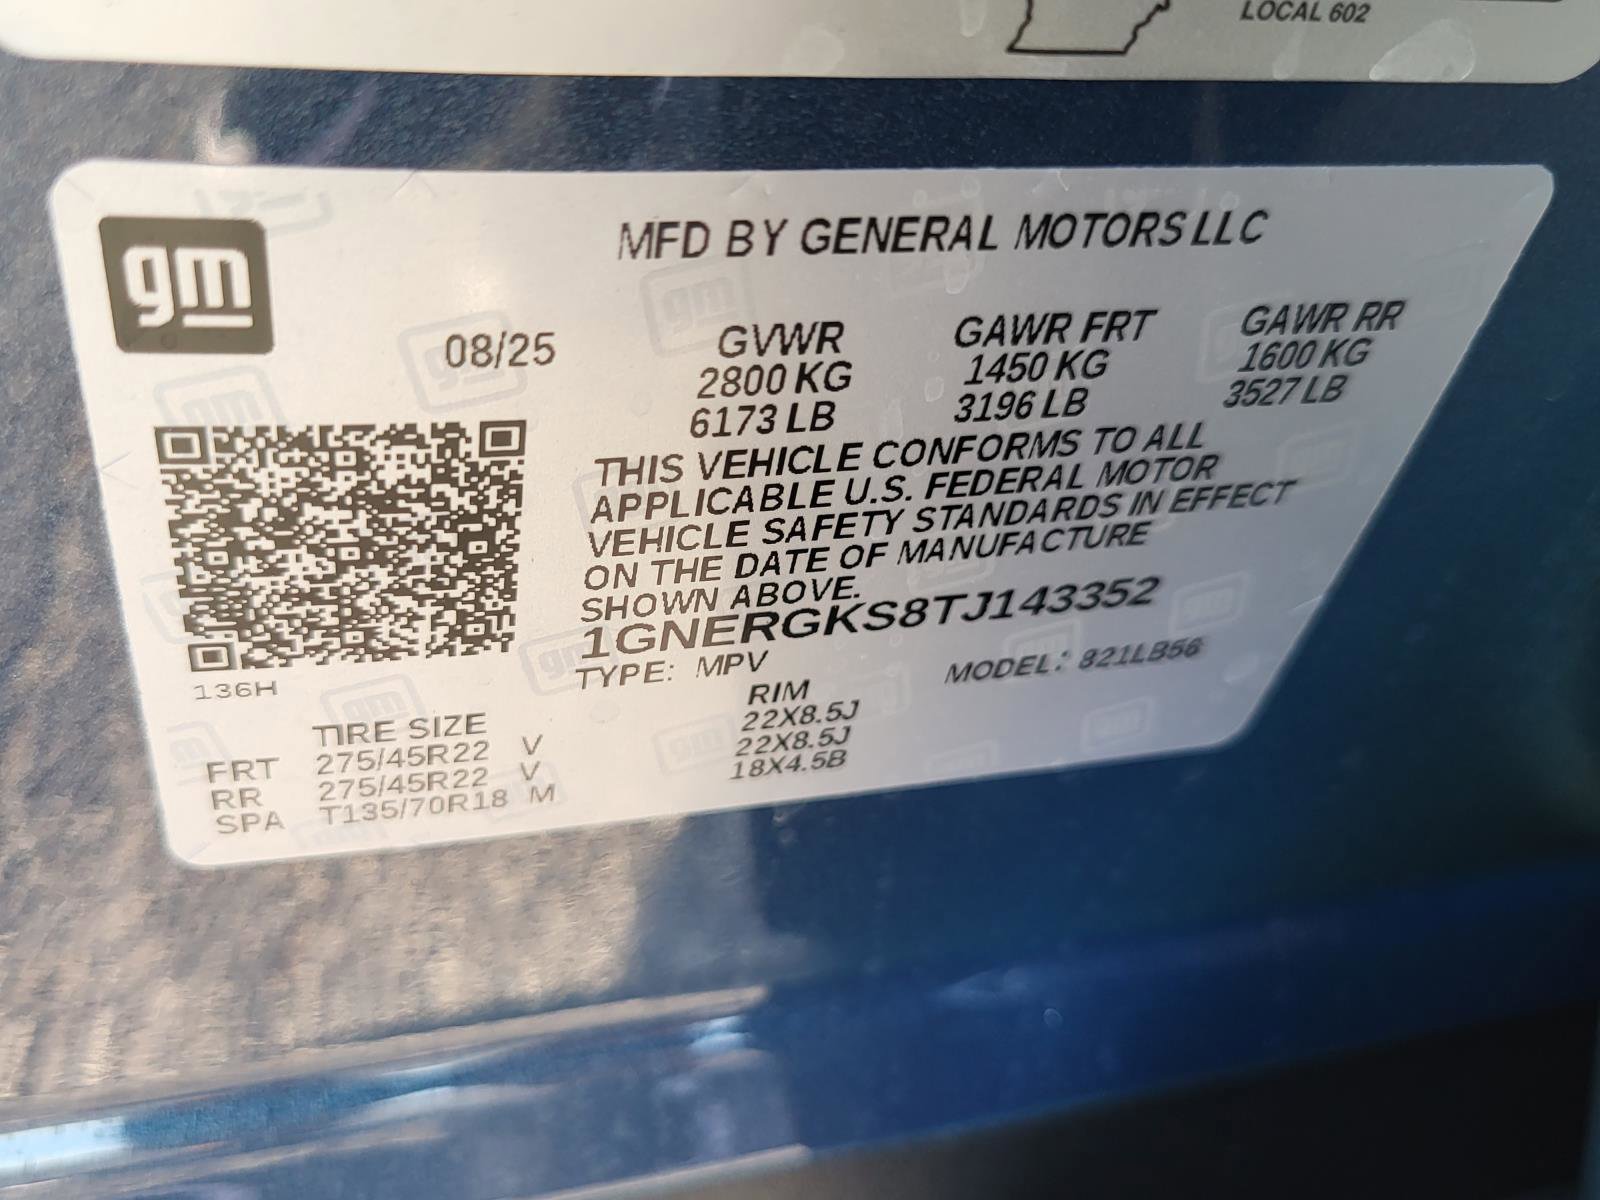 LOCAL 602
gm
MFD BY GENERAL MOTORS LLC
08/25
GVWR
2800 KG
6173 LB
GAWR FRT
1450 KG
3196 LB
GAWR RR
1600 KG
3527 LB
THIS VEHICLE CONFORMS TO ALL
APPLICABLE U.S. FEDERAL MOTOR
VEHICLE SAFETY STANDARDS IN EFFECT
ON THE DATE OF MANUFACTURE
SHOWN ABOVE.
1GNERGKS8TJ143352
TYPE: MPV
MODEL: 821LB56
136H
TIRE SIZE
RIM
FRT 275/45R22 V 22X8.5J
RR 275/45R22 V 22X8.5J
SPA T135/70R18 M 18X4.5B